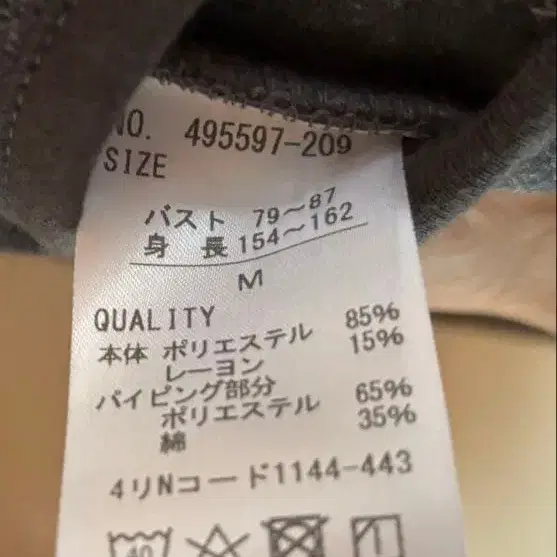 NO. 495597-209
SIZE
バスト 79～87
身 長 154～162
M
QUALITY
本体 ポリエステル 85%
レーヨン 15%
パイピング部分
ポリエステル 65%
綿 35%
4リNコード1144-443
40